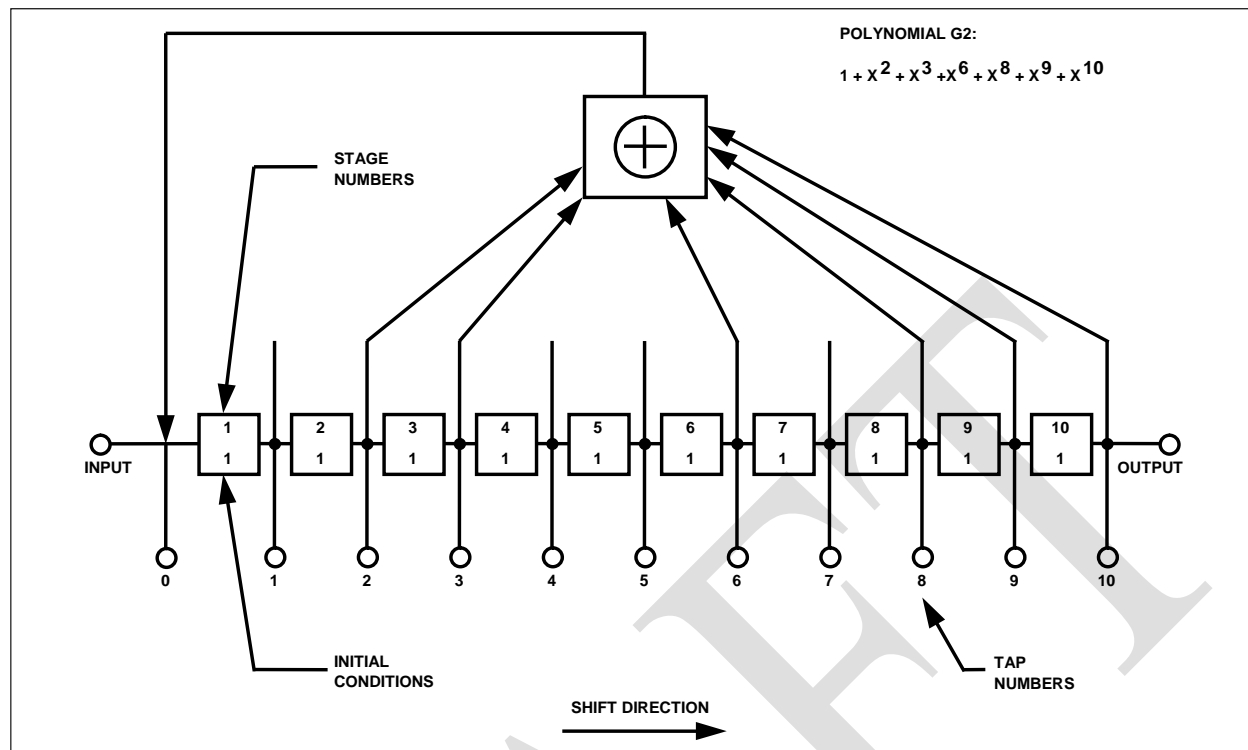 POLYNOMIAL G2:
1 + X2 + X3 +X6 + X8 + X9 + X10
STAGE
NUMBERS
1 2 3 4 5 6 7 8 9 10
1 1 1 1 1 1 1 1 1 1
INPUT
OUTPUT
0 1 2 3 4 5 6 7 8 9 10
INITIAL
CONDITIONS
TAP
NUMBERS
SHIFT DIRECTION